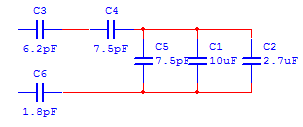 C3 C4
6.2pF 7.5pF
C5 C1 C2
7.5pF 10uF 2.7uF
C6
1.8pF